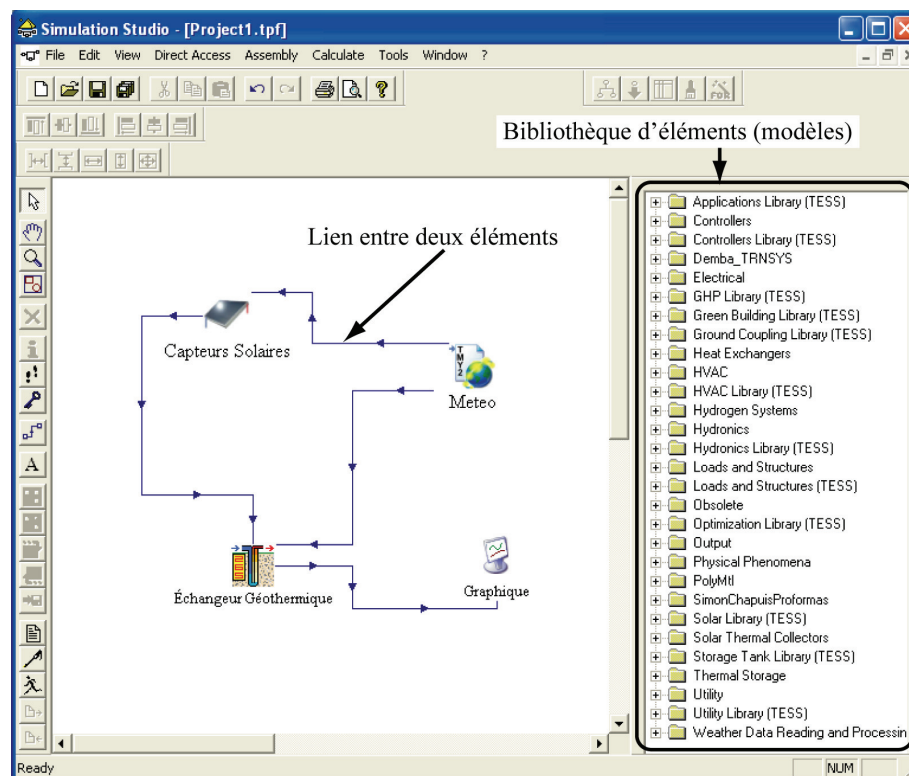 Simulation Studio - [Project1.tpf]
File Edit View Direct Access Assembly Calculate Tools Window ?
FOR
Bibliothèque d'éléments (modèles)
Lien entre deux éléments
Capteurs Solaires
TMY2
Meteo
Échangeur Géothermique
Graphique
A
Applications Library (TESS)
Controllers
Controllers Library (TESS)
Demba_TRNSYS
Electrical
GHP Library (TESS)
Green Building Library (TESS)
Ground Coupling Library (TESS)
Heat Exchangers
HVAC
HVAC Library (TESS)
Hydrogen Systems
Hydronics
Hydronics Library (TESS)
Loads and Structures
Loads and Structures (TESS)
Obsolete
Optimization Library (TESS)
Output
Physical Phenomena
PolyMtl
SimonChapuisProformas
Solar Library (TESS)
Solar Thermal Collectors
Storage Tank Library (TESS)
Thermal Storage
Utility
Utility Library (TESS)
Weather Data Reading and Processin
Ready
NUM